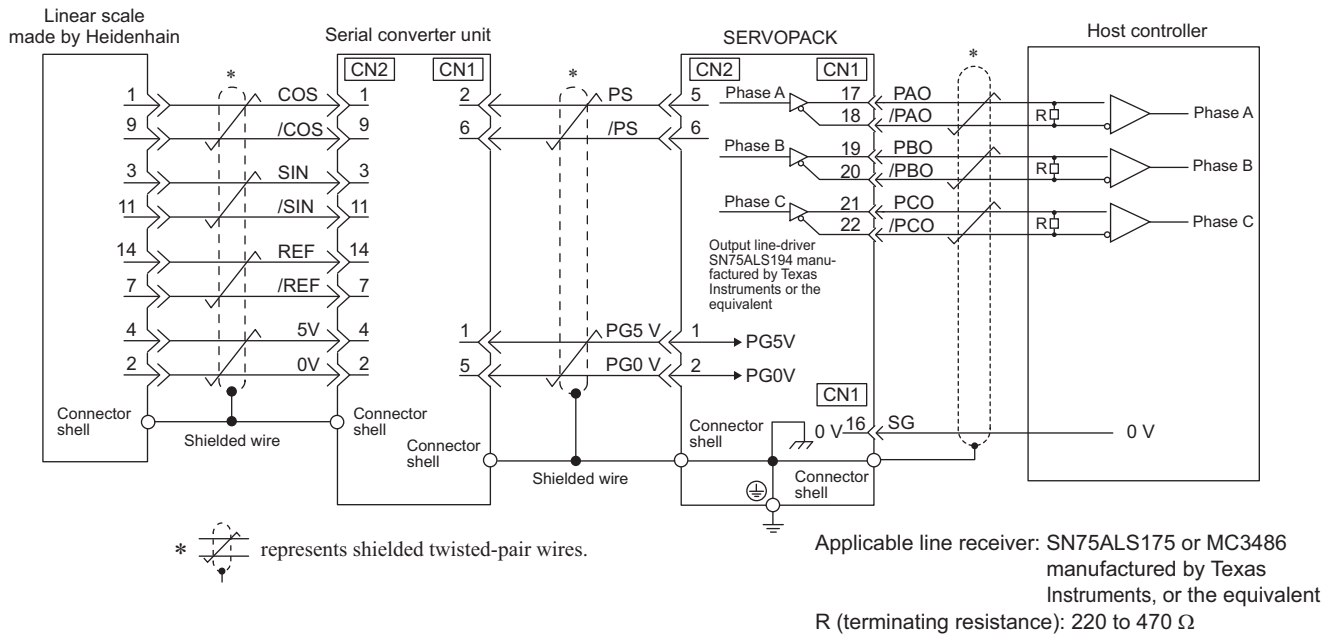 Linear scale
made by Heidenhain
Serial converter unit
SERVOPACK
Host controller
*
*
*
CN2
CN1
CN2
CN1
1 COS 1
9 /COS 9
3 SIN 3
11 /SIN 11
14 REF 14
7 /REF 7
4 5V 4
2 0V 2
Connector
shell
Shielded wire
Connector
shell
2 PS 5
6 /PS 6
1 PG5 V 1
5 PG0 V 2
PG5V
PG0V
Connector
shell
Shielded wire
Connector
shell
Phase A
17 PAO
18 /PAO
R
Phase A
Phase B
19 PBO
20 /PBO
R
Phase B
Phase C
21 PCO
22 /PCO
R
Phase C
Output line-driver
SN75ALS194 manu-
factured by Texas
Instruments or the
equivalent
CN1
0 V 16 SG
0 V
Connector
shell
* represents shielded twisted-pair wires.
Applicable line receiver: SN75ALS175 or MC3486
manufactured by Texas
Instruments, or the equivalent
R (terminating resistance): 220 to 470 Ω